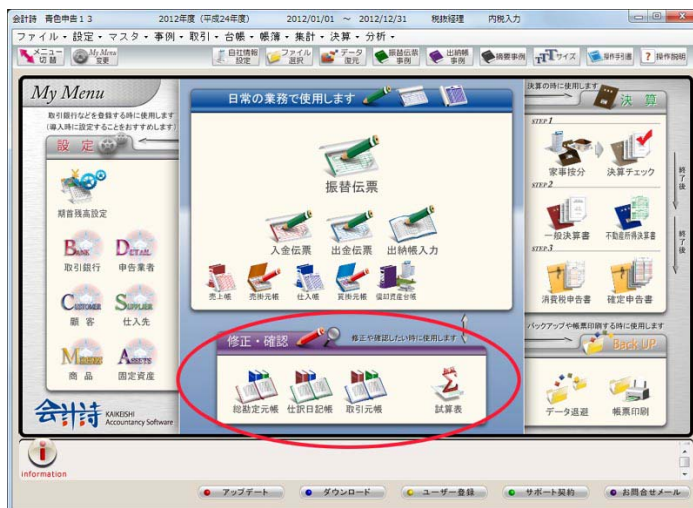 会計詩 青色申告13 2012年度(平成24年度) 2012/01/01 ～ 2012/12/31 税抜経理 内税入力
ファイル・設定・マスタ・事例・取引・台帳・帳簿・集計・決算・分析・
メニュー切替 My Menu 変更 自社情報設定 ファイル選択 データ復元 振替伝票事例 出納帳事例 摘要事例 サイズ 操作手引書 操作説明
My Menu
取引銀行などを登録する時に使用します
(導入時に設定することをおすすめします)
設定
期首残高設定
BANK DETAIL
取引銀行 申告業者
CUSTOMER SUPPLIER
顧客 仕入先
ASSETS
商品 固定資産
会計詩 KAIKEISHI
Accountancy Software
日常の業務で使用します
振替伝票
入金伝票 出金伝票 出納帳入力
売上帳 売掛元帳 仕入帳 買掛元帳 償却資産台帳
修正・確認 修正や確認したい時に使用します
総勘定元帳 仕訳日記帳 取引元帳 試算表
決算の時に使用します
決算
STEP.1
家事按分 決算チェック
STEP.2
一般決算書 不動産所得決算書
STEP.3
消費税申告書 確定申告書
終了後
終了後
バックアップや帳票印刷する時に使用します
Back UP
データ退避 帳票印刷
information
アップデート ダウンロード ユーザー登録 サポート契約 お問合せメール